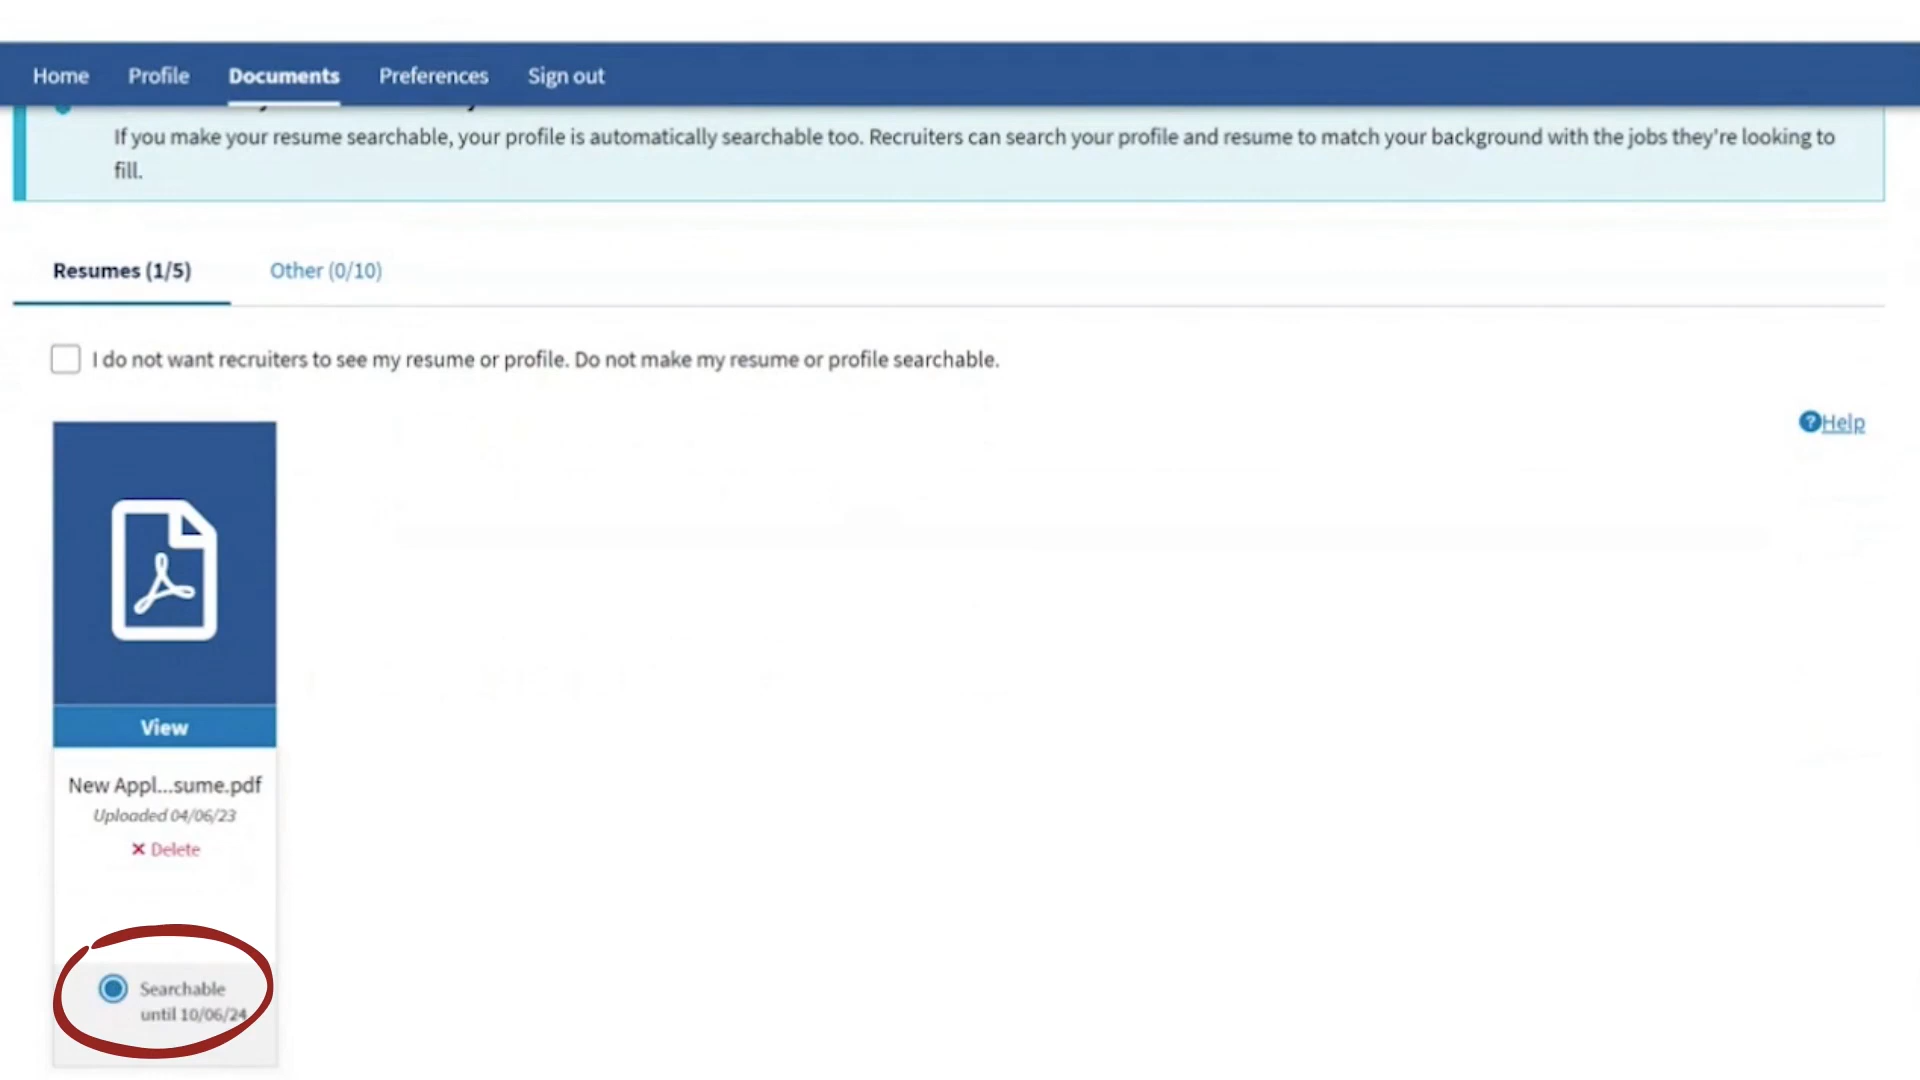 Home Profile Documents Preferences Sign out
If you make your resume searchable, your profile is automatically searchable too. Recruiters can search your profile and resume to match your background with the jobs they're looking to
fill.
Resumes (1/5) Other (0/10)
I do not want recruiters to see my resume or profile. Do not make my resume or profile searchable.
Help
View
New Appl...sume.pdf
Uploaded 04/06/23
× Delete
Searchable
until 10/06/24